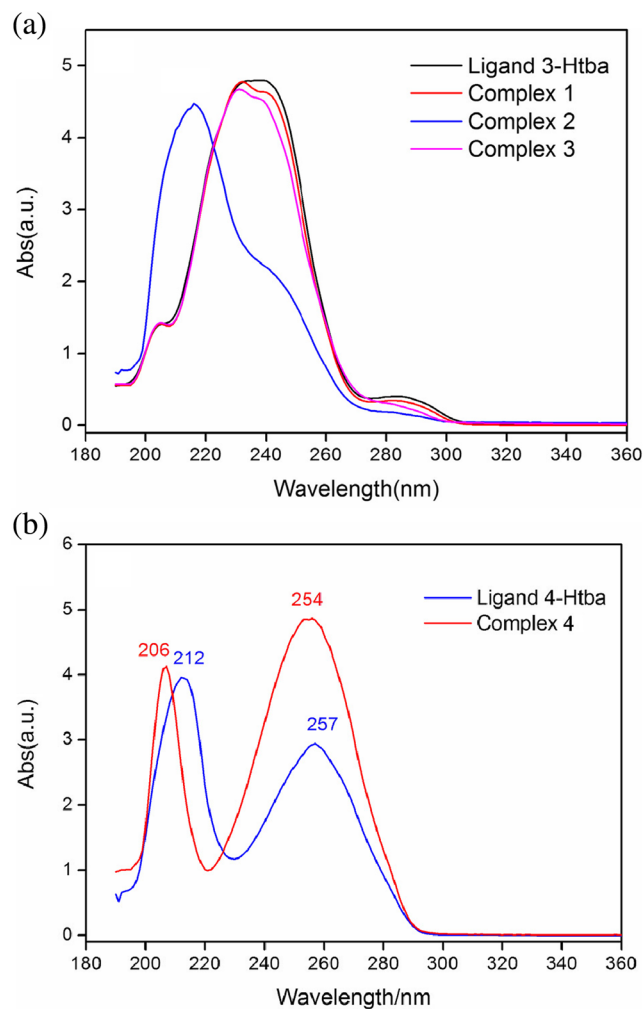 (a)
5
4
3
2
1
0
Abs(a.u.)
Ligand 3-Htba
Complex 1
Complex 2
Complex 3
180 200 220 240 260 280 300 320 340 360
Wavelength(nm)
(b)
6
5
4
3
2
1
0
Abs(a.u.)
254
206
212
257
Ligand 4-Htba
Complex 4
180 200 220 240 260 280 300 320 340 360
Wavelength/nm